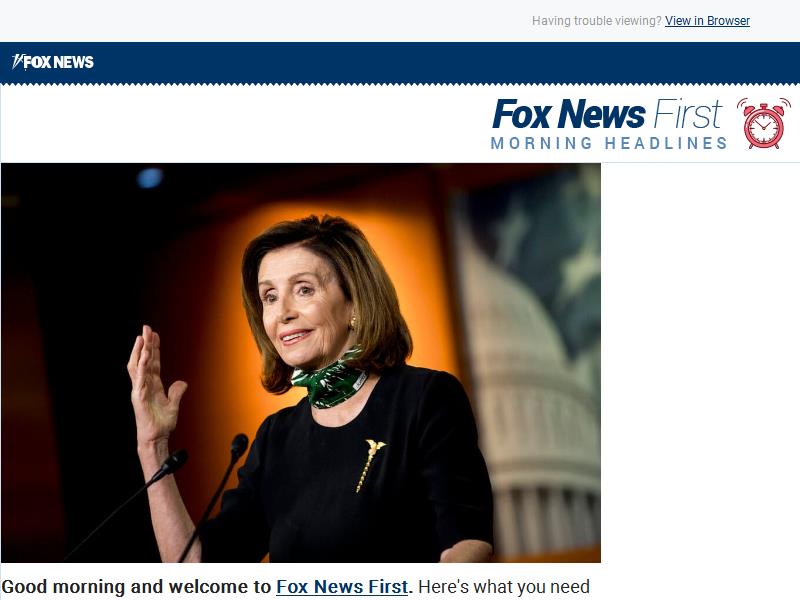 Having trouble viewing? View in Browser
FOX NEWS
Fox News First
MORNING HEADLINES
Good morning and welcome to Fox News First. Here's what you need